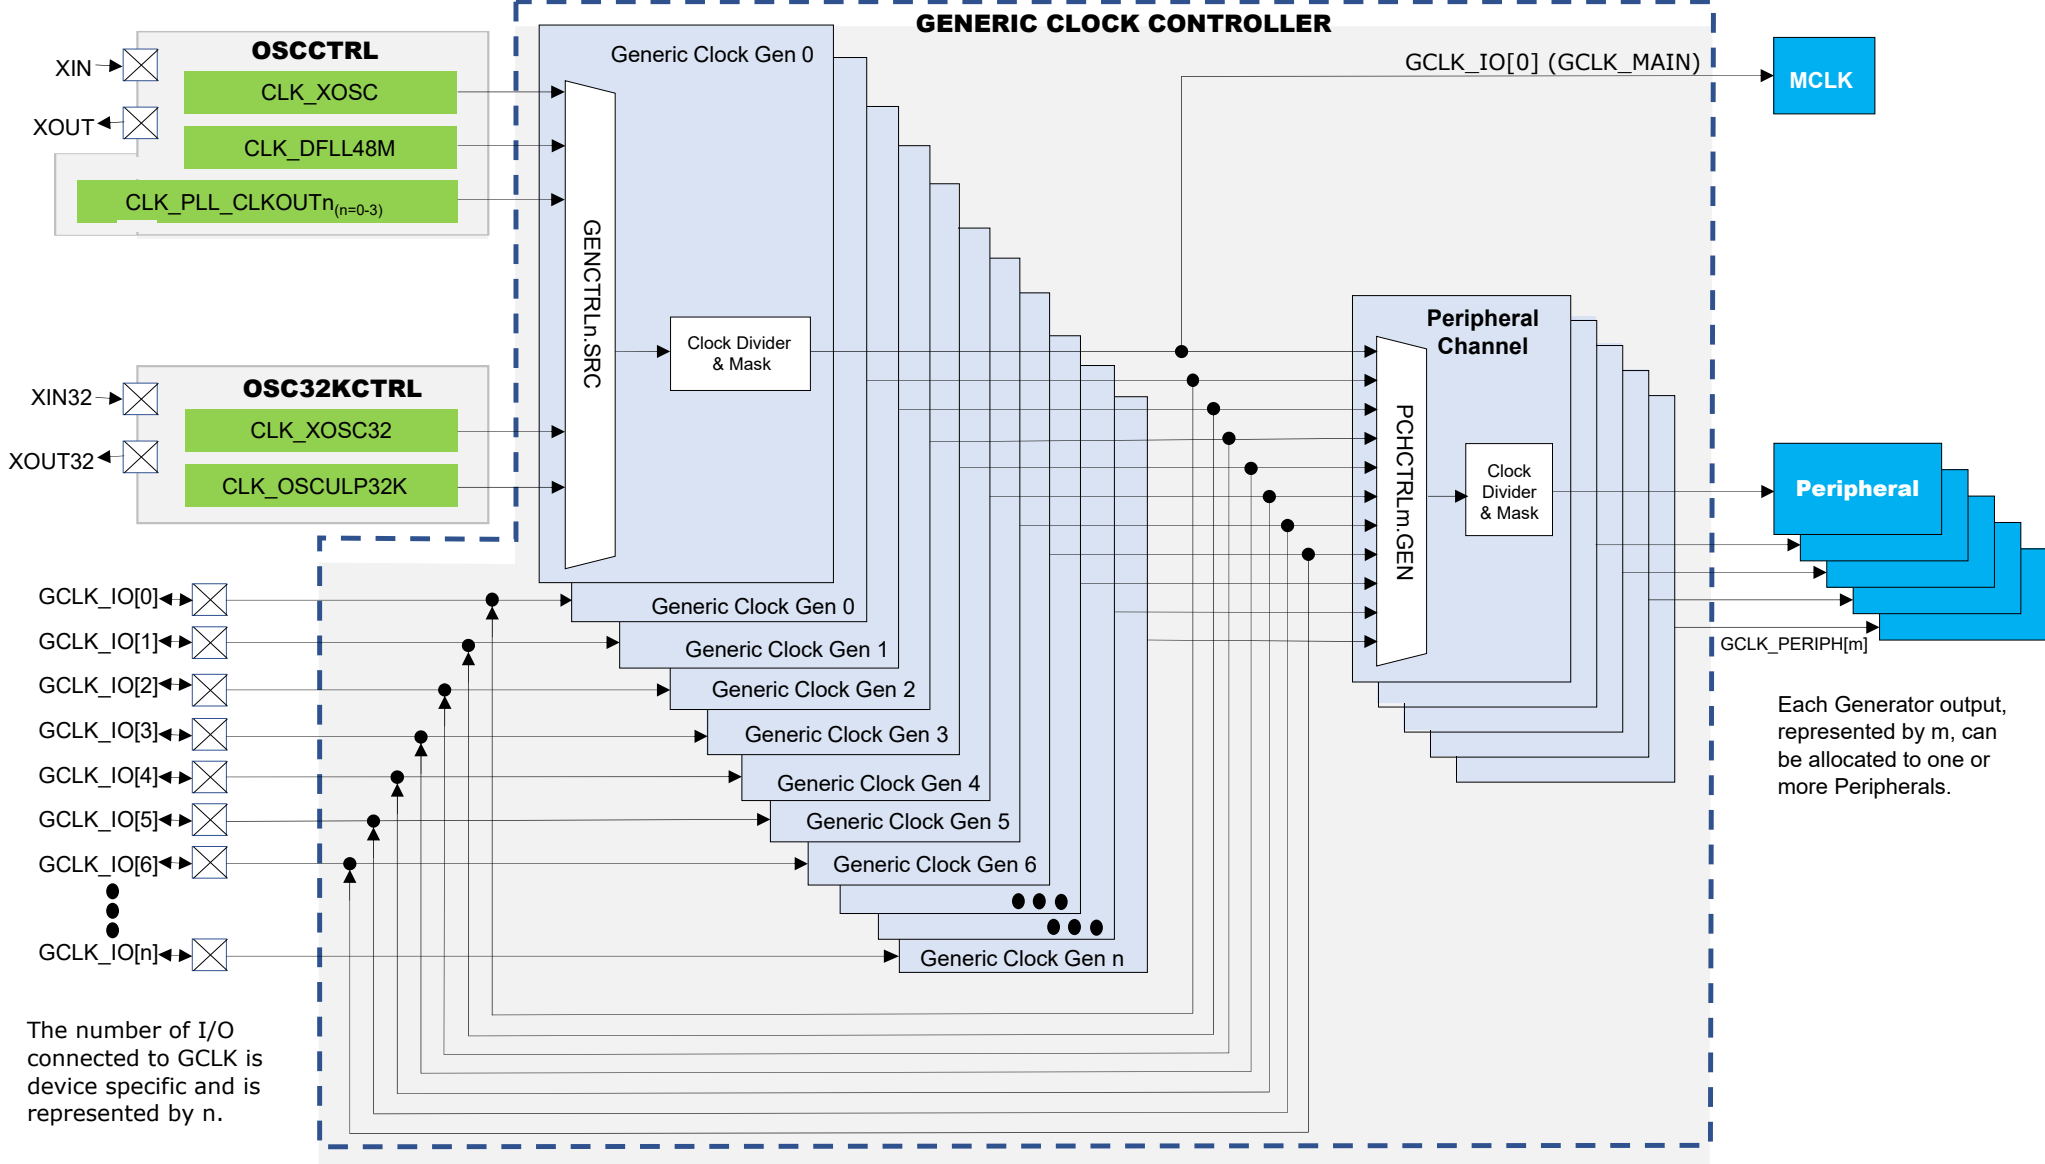 GENERIC CLOCK CONTROLLER
OSCCTRL
XIN
XOUT
CLK_XOSC
CLK_DFLL48M
CLK_PLL_CLKOUTn(n=0-3)
OSC32KCTRL
XIN32
XOUT32
CLK_XOSC32
CLK_OSCULP32K
Generic Clock Gen 0
GENCTRLn.SRC
Clock Divider
& Mask
GCLK_IO[0] (GCLK_MAIN)
MCLK
Peripheral
Channel
PCHCTRLm.GEN
Clock
Divider
& Mask
Peripheral
GCLK_PERIPH[m]
Each Generator output,
represented by m, can
be allocated to one or
more Peripherals.
GCLK_IO[0]
GCLK_IO[1]
GCLK_IO[2]
GCLK_IO[3]
GCLK_IO[4]
GCLK_IO[5]
GCLK_IO[6]
GCLK_IO[n]
Generic Clock Gen 0
Generic Clock Gen 1
Generic Clock Gen 2
Generic Clock Gen 3
Generic Clock Gen 4
Generic Clock Gen 5
Generic Clock Gen 6
Generic Clock Gen n
The number of I/O
connected to GCLK is
device specific and is
represented by n.